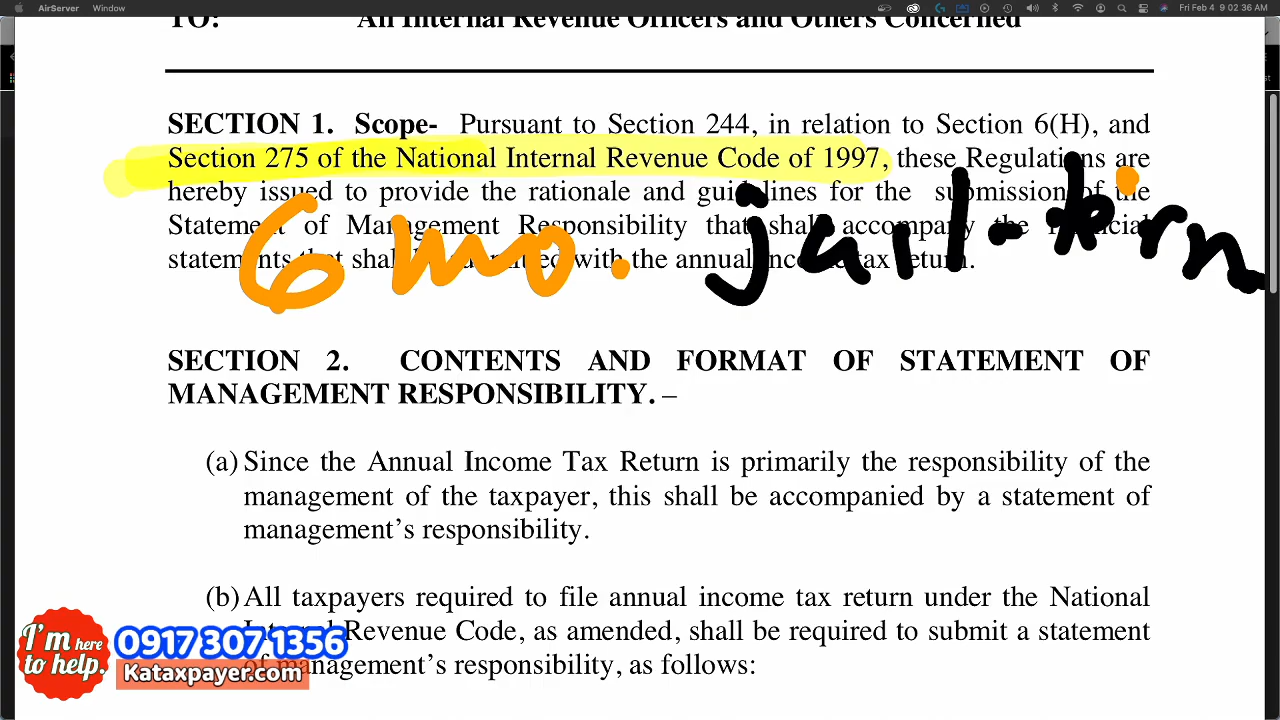 AirServer Window Fri Feb 4 9 02 36 AM
TO: All Internal Revenue Officers and Others Concerned
SECTION 1. Scope- Pursuant to Section 244, in relation to Section 6(H), and
Section 275 of the National Internal Revenue Code of 1997, these Regulations are
hereby issued to provide the rationale and guidelines for the submission of the
Statement of Management Responsibility that shall accompany the financial
statements that shall be submitted with the annual income tax return.
6 mo. jail-
SECTION 2. CONTENTS AND FORMAT OF STATEMENT OF
MANAGEMENT RESPONSIBILITY. –
(a) Since the Annual Income Tax Return is primarily the responsibility of the
management of the taxpayer, this shall be accompanied by a statement of
management’s responsibility.
(b) All taxpayers required to file annual income tax return under the National
Internal Revenue Code, as amended, shall be required to submit a statement
of management’s responsibility, as follows:
I'm here
to help.
0917 307 1356
Kataxpayer.com